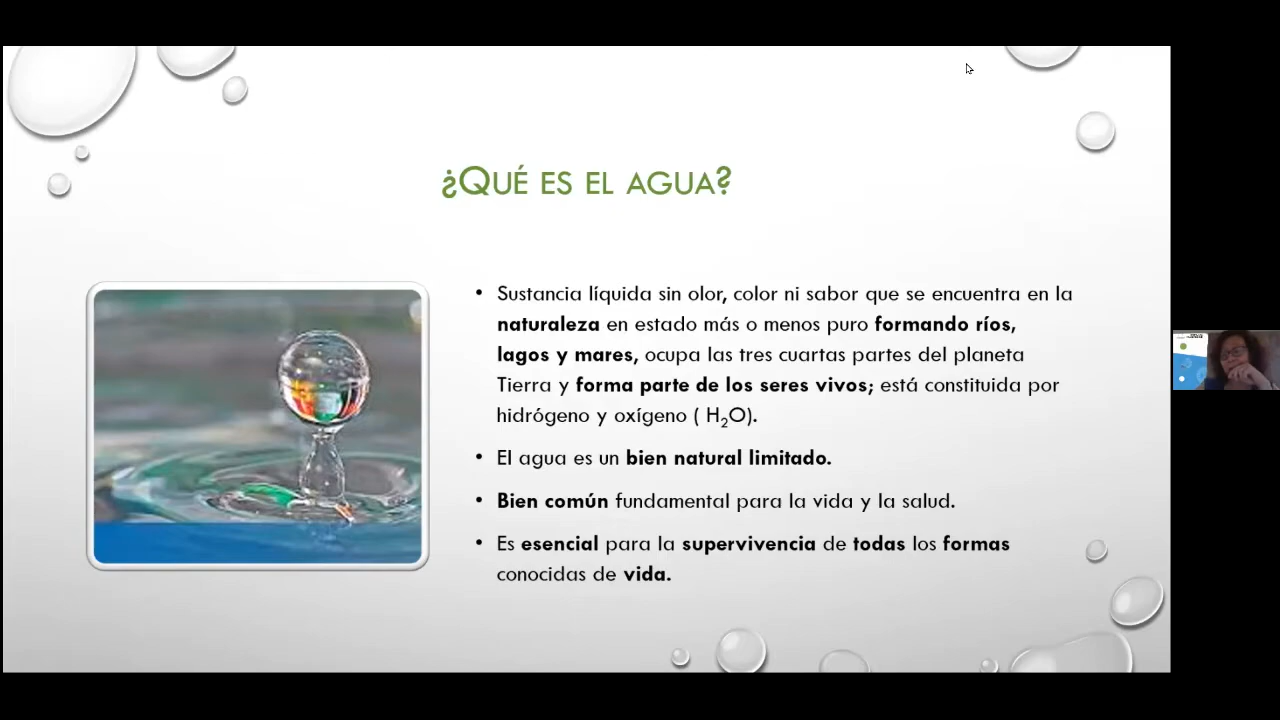 ¿QUÉ ES EL AGUA?
• Sustancia líquida sin olor, color ni sabor que se encuentra en la
naturaleza en estado más o menos puro formando ríos,
lagos y mares, ocupa las tres cuartas partes del planeta
Tierra y forma parte de los seres vivos; está constituida por
hidrógeno y oxígeno ( H₂O).
• El agua es un bien natural limitado.
• Bien común fundamental para la vida y la salud.
• Es esencial para la supervivencia de todas los formas
conocidas de vida.